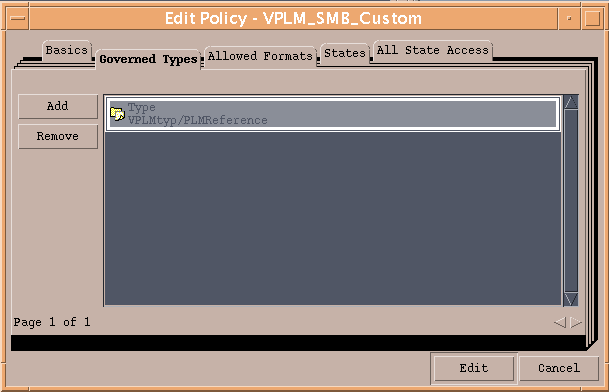 Edit Policy - VPLM_SMB_Custom
Basics
Governed Types
Allowed Formats
States
All State Access
Add
Remove
Type
VPLMtyp/PLMReference
Page 1 of 1
Edit
Cancel